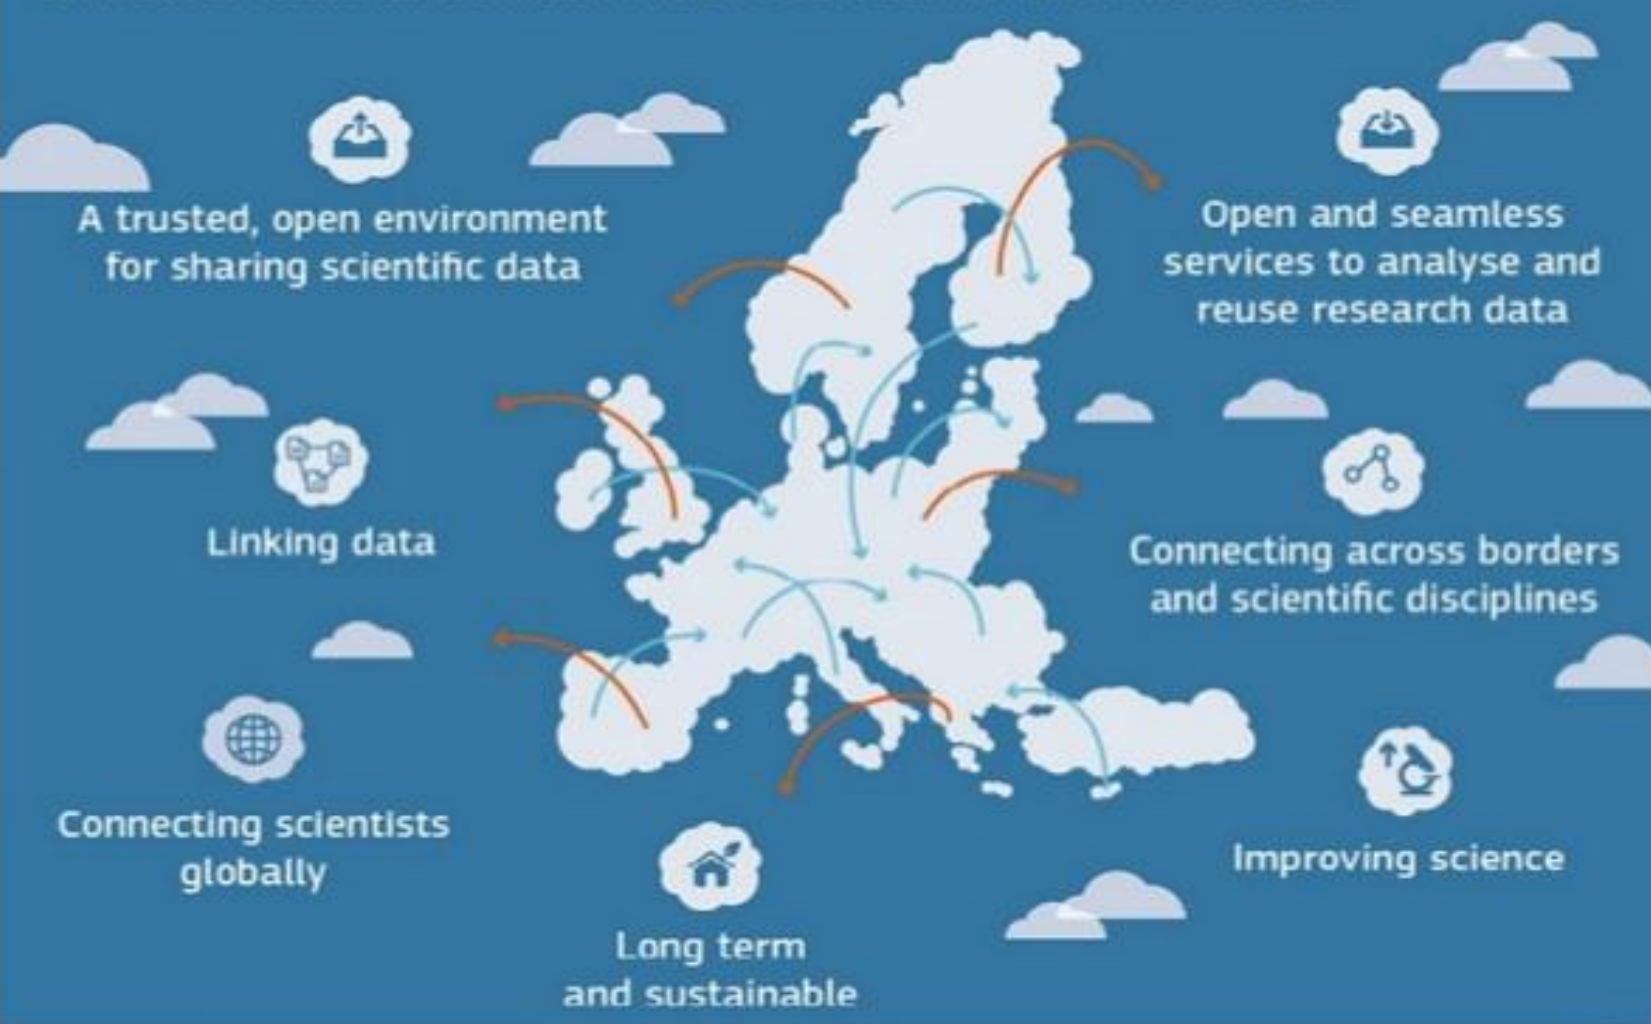 A trusted, open environment
for sharing scientific data
Open and seamless
services to analyse and
reuse research data
Linking data
Connecting across borders
and scientific disciplines
Connecting scientists
globally
Improving science
Long term
and sustainable